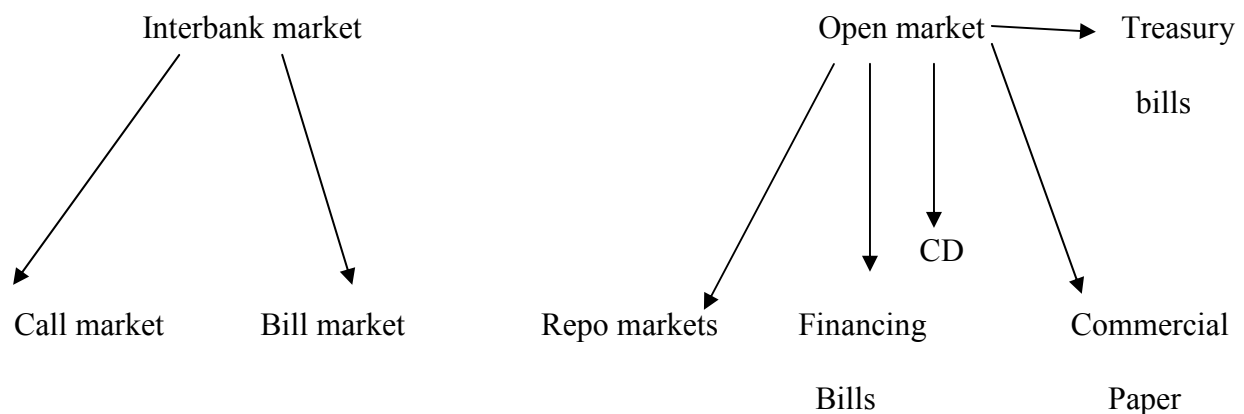 Interbank market
Open market
Treasury
bills
CD
Call market
Bill market
Repo markets
Financing
Commercial
Bills
Paper